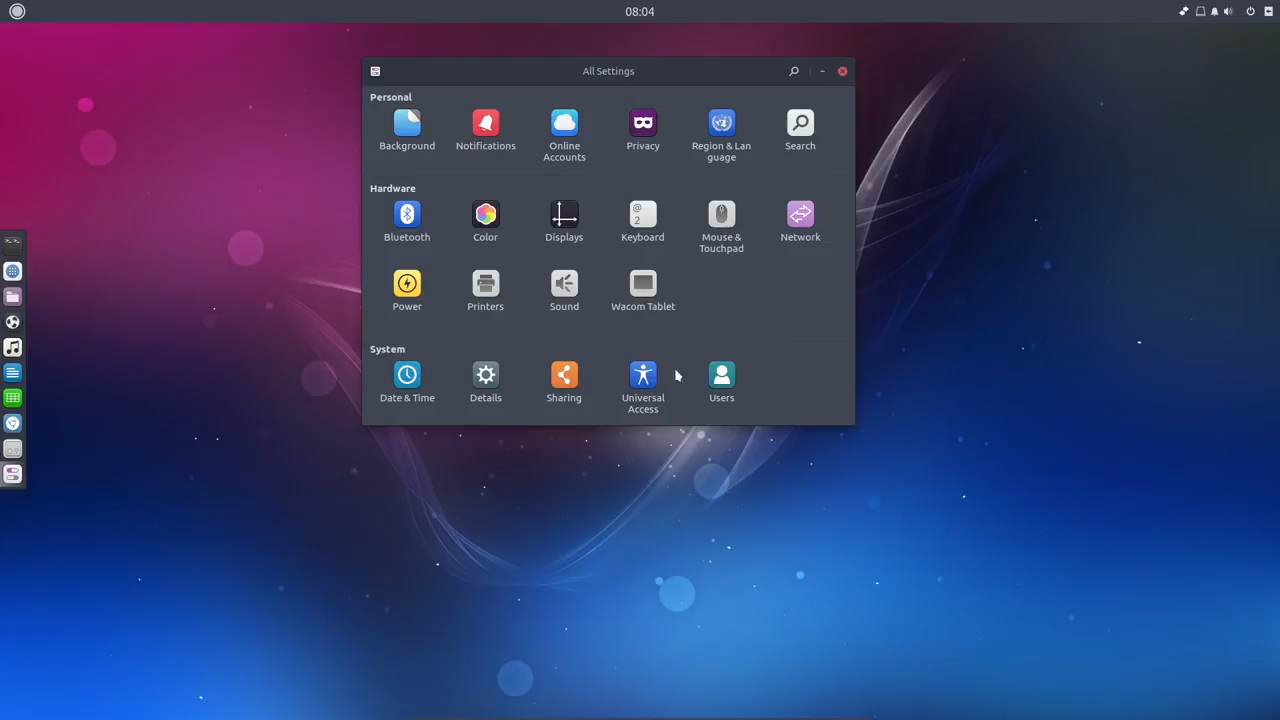 08:04
All Settings
Personal
Background
Notifications
Online
Accounts
Privacy
Region & Lan
guage
Search
Hardware
Bluetooth
Color
Displays
@
2
Keyboard
Mouse &
Touchpad
Network
Power
Printers
Sound
Wacom Tablet
System
Date & Time
Details
Sharing
Universal
Access
Users